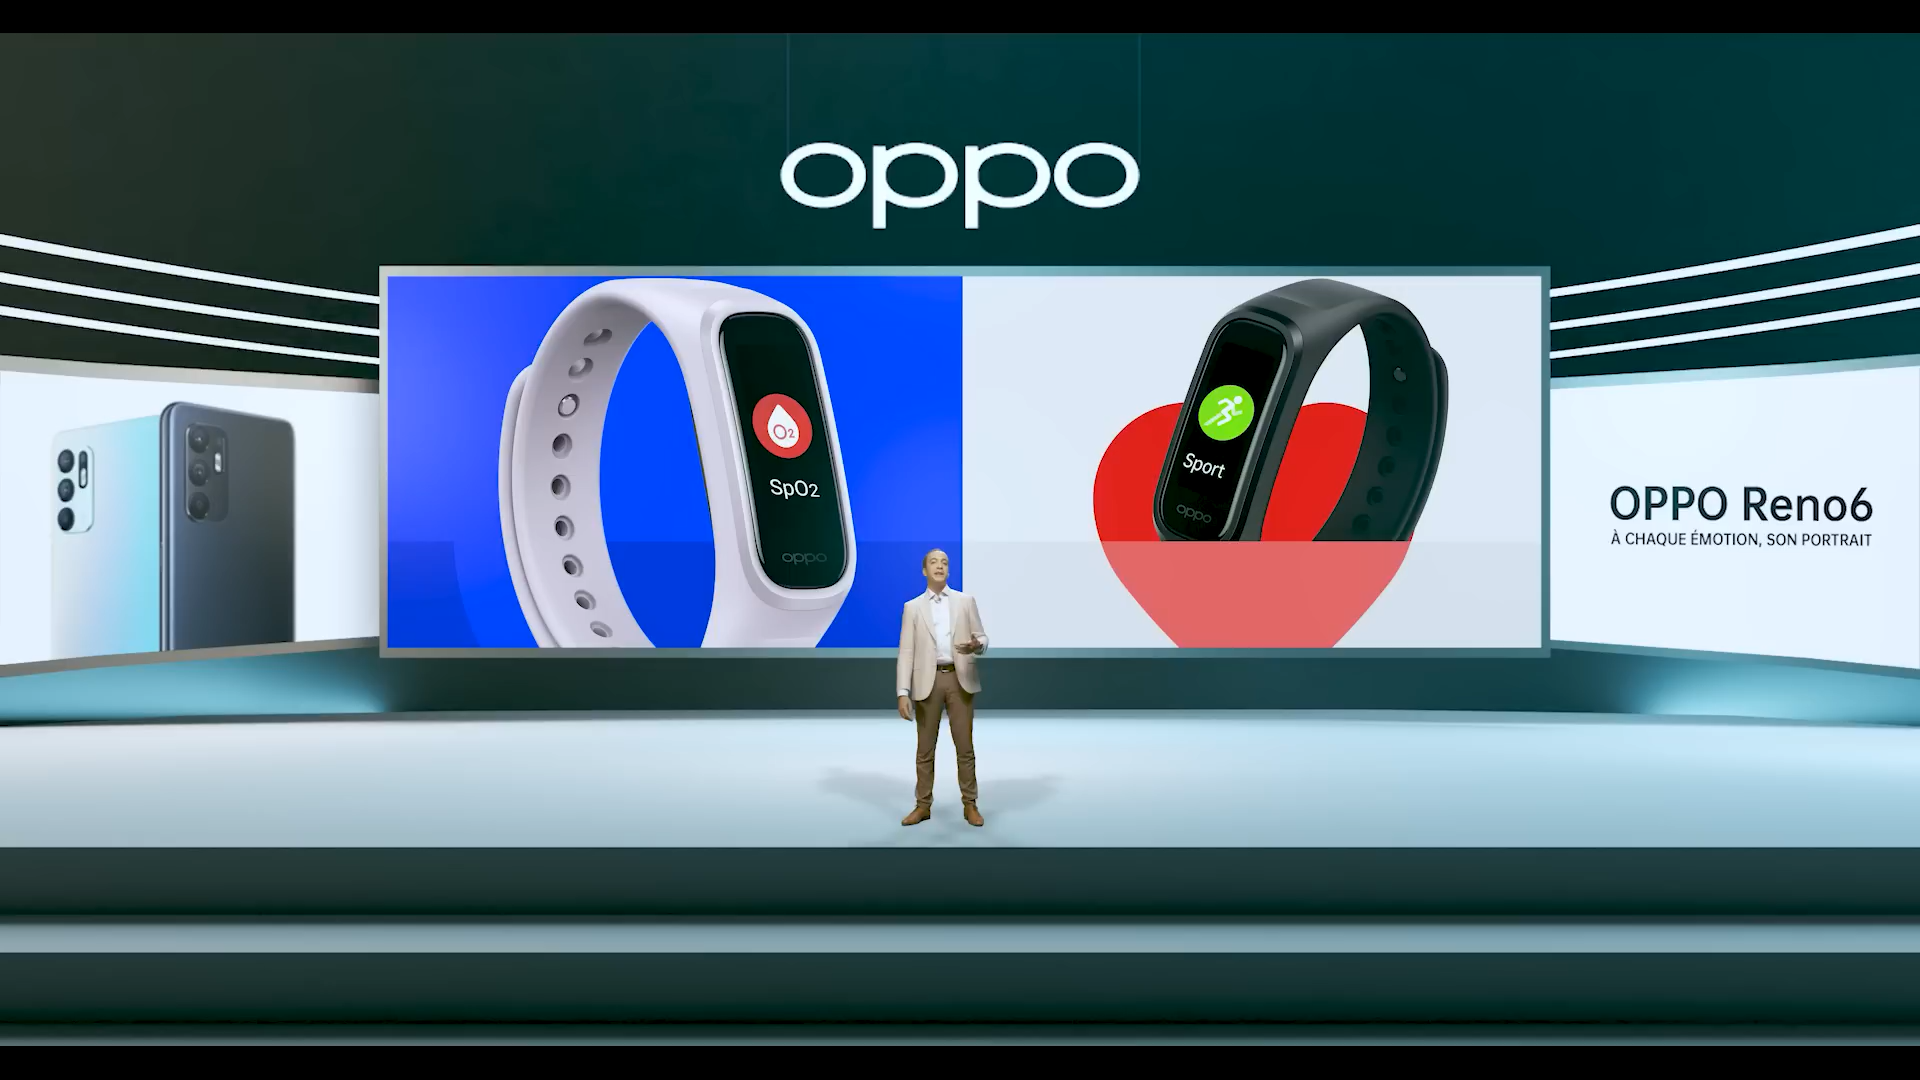 oppo
O2
SpO2
oppo
Sport
oppo
OPPO Reno6
À CHAQUE ÉMOTION, SON PORTRAIT